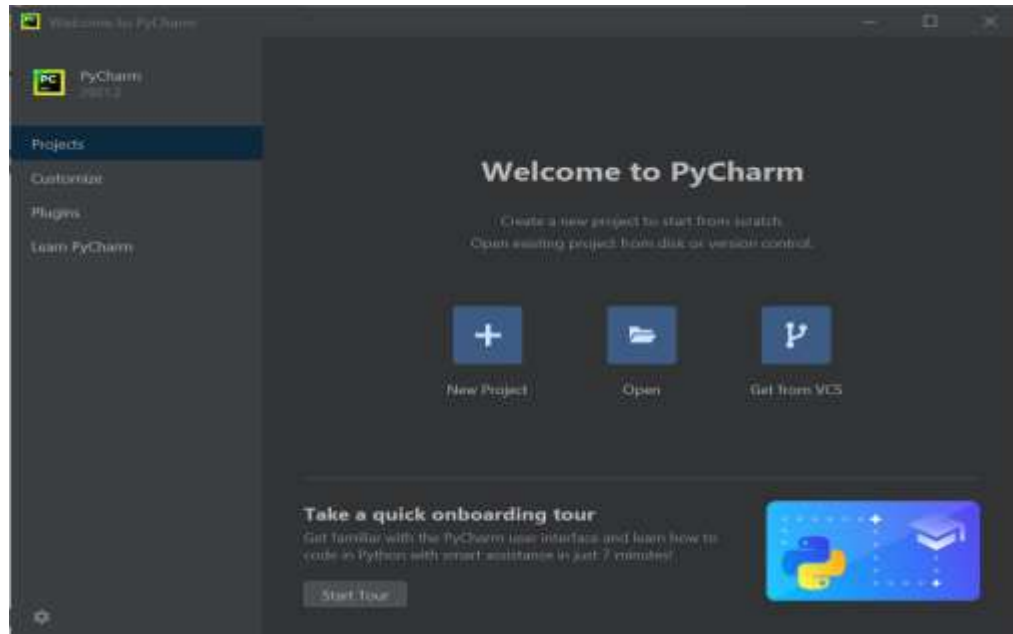 Welcome to PyCharm
PC
PyCharm
2021.2
Projects
Customize
Plugins
Learn PyCharm
Welcome to PyCharm
Create a new project to start from scratch.
Open existing project from disk or version control.
New Project
Open
Get from VCS
Take a quick onboarding tour
Get familiar with the PyCharm user interface and learn how to
code in Python with smart assistance in just 7 minutes!
Start Tour